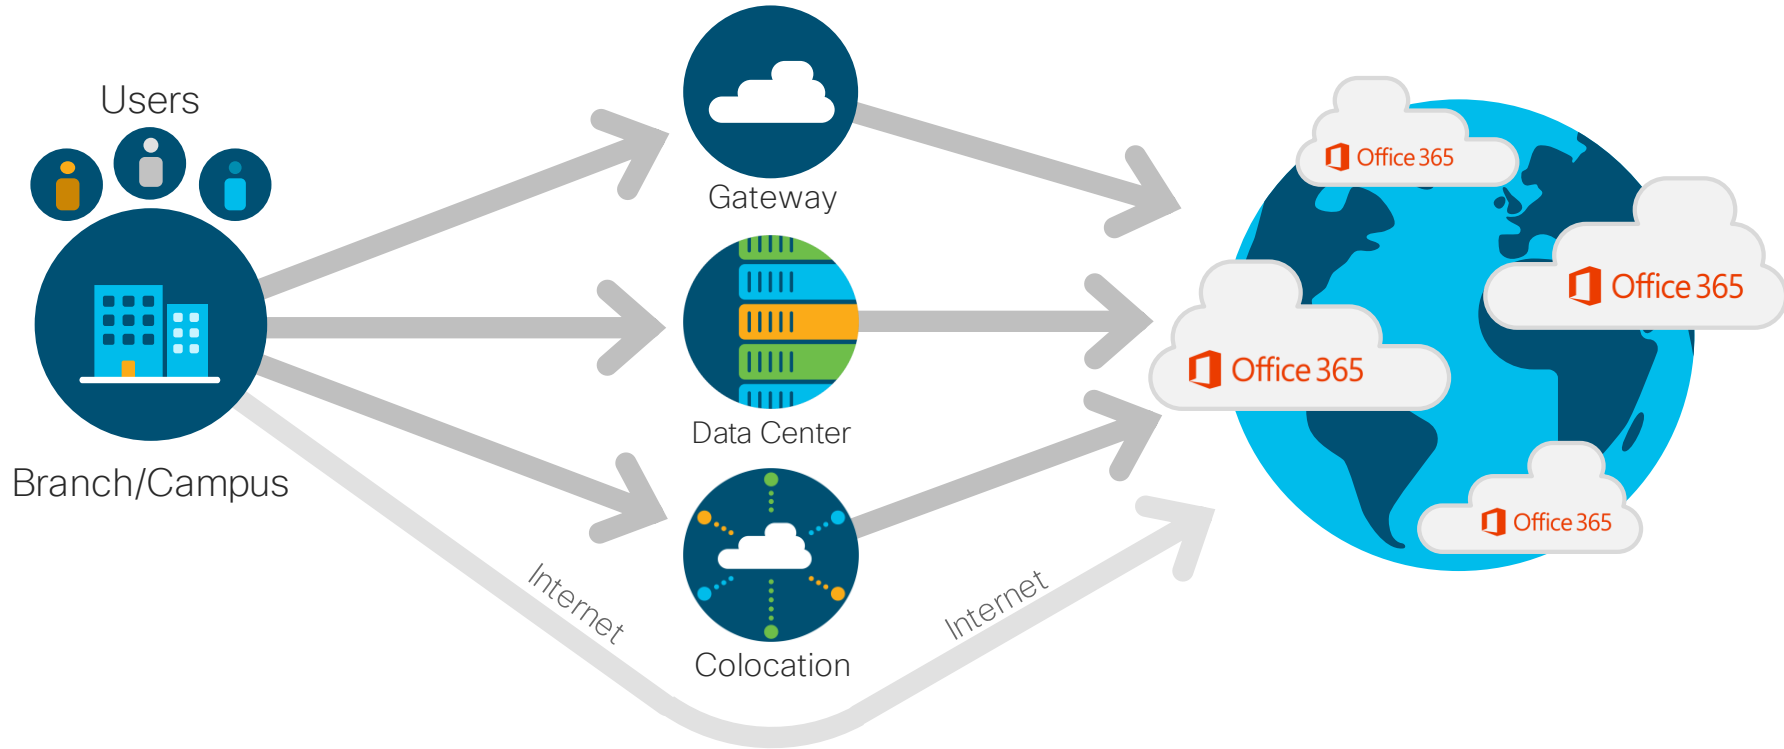 Users
Branch/Campus
Gateway
Data Center
Colocation
Internet
Internet
Office 365
Office 365
Office 365
Office 365